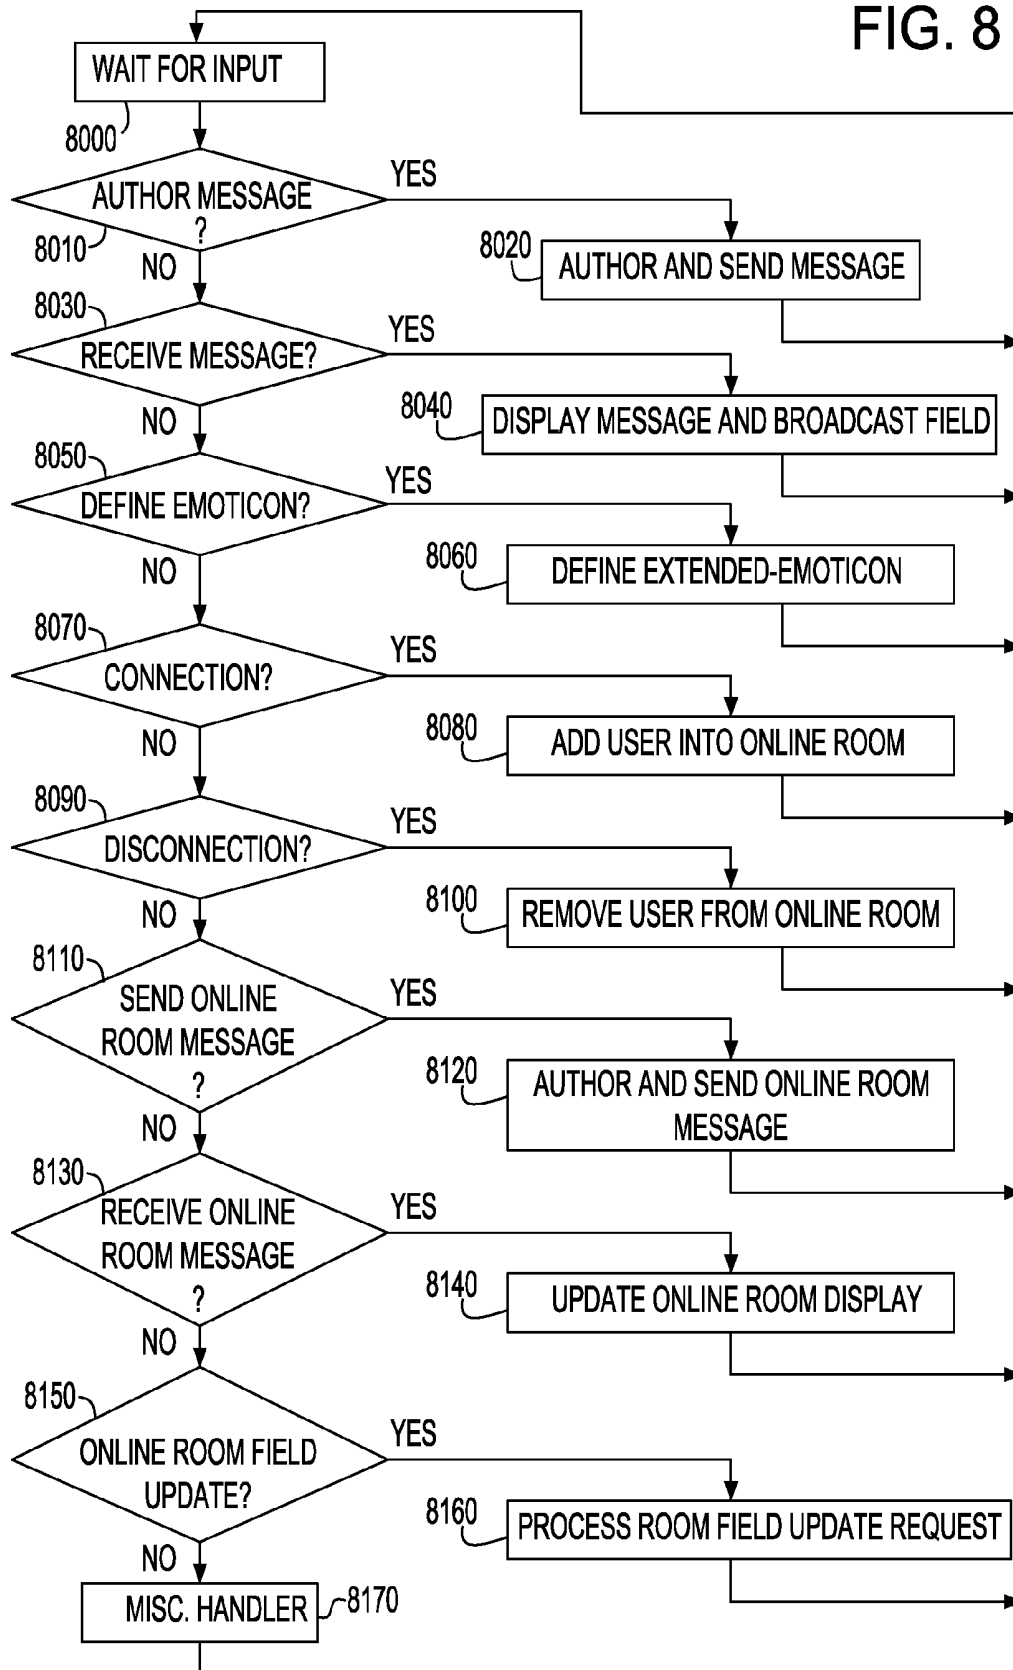 FIG. 8
WAIT FOR INPUT
8000
AUTHOR MESSAGE
?
8010
YES
NO
8020
AUTHOR AND SEND MESSAGE
8030
RECEIVE MESSAGE?
YES
NO
8040
DISPLAY MESSAGE AND BROADCAST FIELD
8050
DEFINE EMOTICON?
YES
NO
8060
DEFINE EXTENDED-EMOTICON
8070
CONNECTION?
YES
NO
8080
ADD USER INTO ONLINE ROOM
8090
DISCONNECTION?
YES
NO
8100
REMOVE USER FROM ONLINE ROOM
8110
SEND ONLINE
ROOM MESSAGE
?
YES
NO
8120
AUTHOR AND SEND ONLINE ROOM
MESSAGE
8130
RECEIVE ONLINE
ROOM MESSAGE
?
YES
NO
8140
UPDATE ONLINE ROOM DISPLAY
8150
ONLINE ROOM FIELD
UPDATE?
YES
NO
8160
PROCESS ROOM FIELD UPDATE REQUEST
MISC. HANDLER
8170